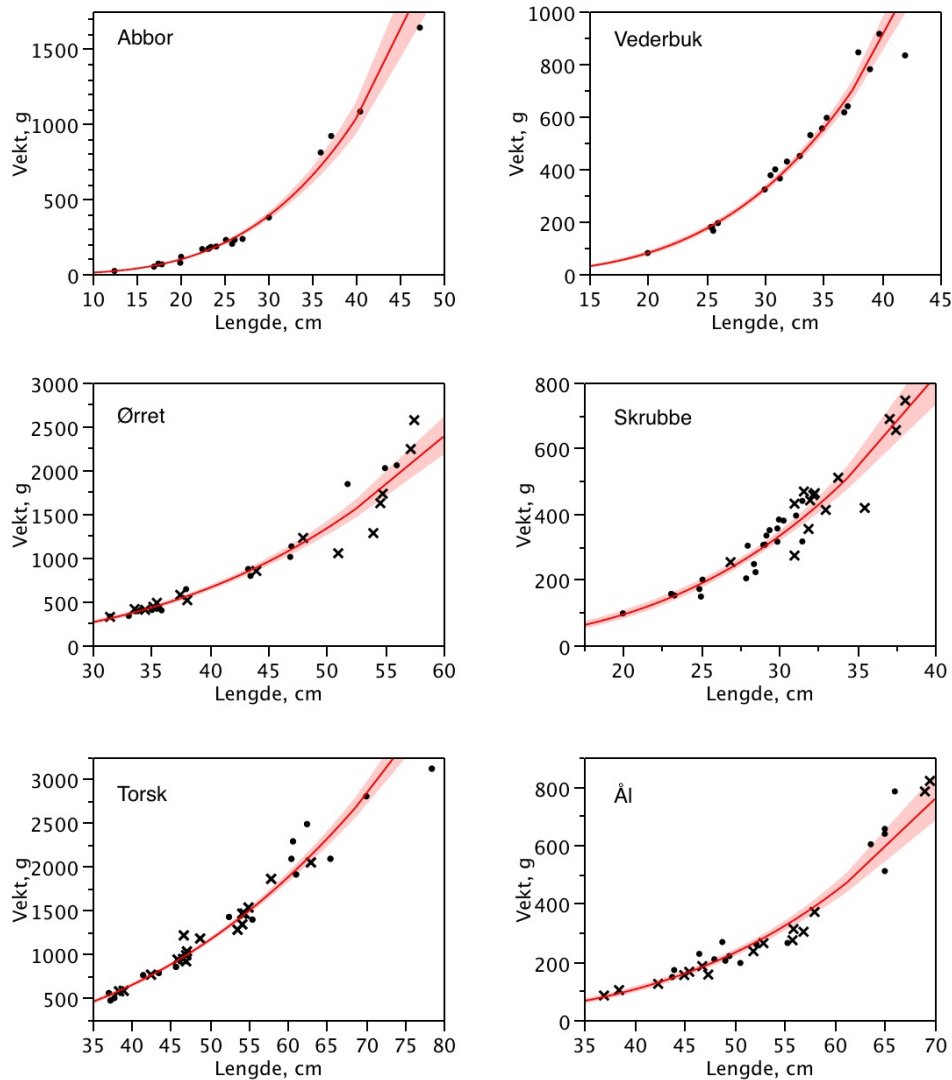 Abbor
Vekt, g
1500
1000
500
0
10 15 20 25 30 35 40 45 50
Lengde, cm
Vederbuk
Vekt, g
1000
800
600
400
200
0
15 20 25 30 35 40 45
Lengde, cm
Ørret
Vekt, g
3000
2500
2000
1500
1000
500
0
30 35 40 45 50 55 60
Lengde, cm
Skrubbe
Vekt, g
800
600
400
200
0
20 25 30 35 40
Lengde, cm
Torsk
Vekt, g
3000
2500
2000
1500
1000
500
35 40 45 50 55 60 65 70 75 80
Lengde, cm
Ål
Vekt, g
800
600
400
200
0
35 40 45 50 55 60 65 70
Lengde, cm